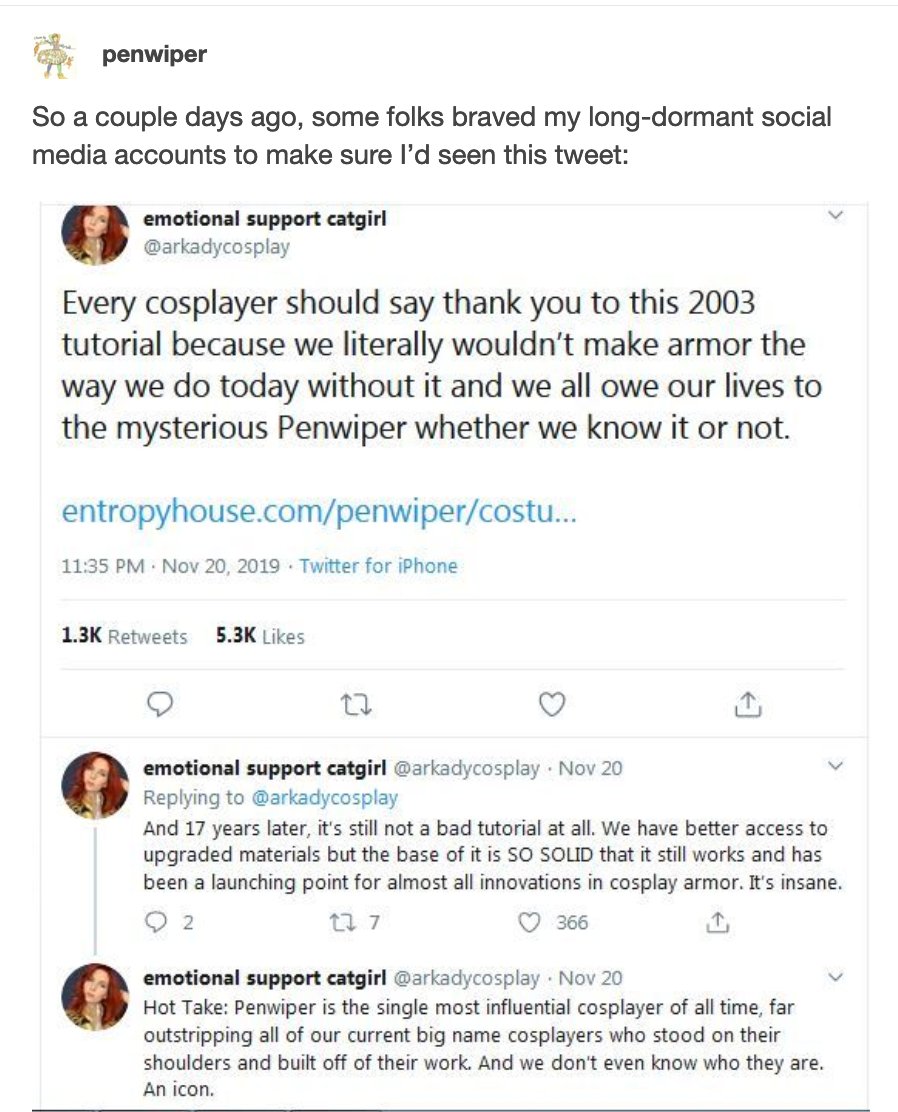 penwiper
So a couple days ago, some folks braved my long-dormant social
media accounts to make sure I’d seen this tweet:
emotional support catgirl
@arkadycosplay
Every cosplayer should say thank you to this 2003
tutorial because we literally wouldn’t make armor the
way we do today without it and we all owe our lives to
the mysterious Penwiper whether we know it or not.
entropyhouse.com/penwiper/costu...
11:35 PM · Nov 20, 2019 · Twitter for iPhone
1.3K Retweets 5.3K Likes
emotional support catgirl @arkadycosplay · Nov 20
Replying to @arkadycosplay
And 17 years later, it's still not a bad tutorial at all. We have better access to
upgraded materials but the base of it is SO SOLID that it still works and has
been a launching point for almost all innovations in cosplay armor. It's insane.
2 7 366
emotional support catgirl @arkadycosplay · Nov 20
Hot Take: Penwiper is the single most influential cosplayer of all time, far
outstripping all of our current big name cosplayers who stood on their
shoulders and built off of their work. And we don't even know who they are.
An icon.